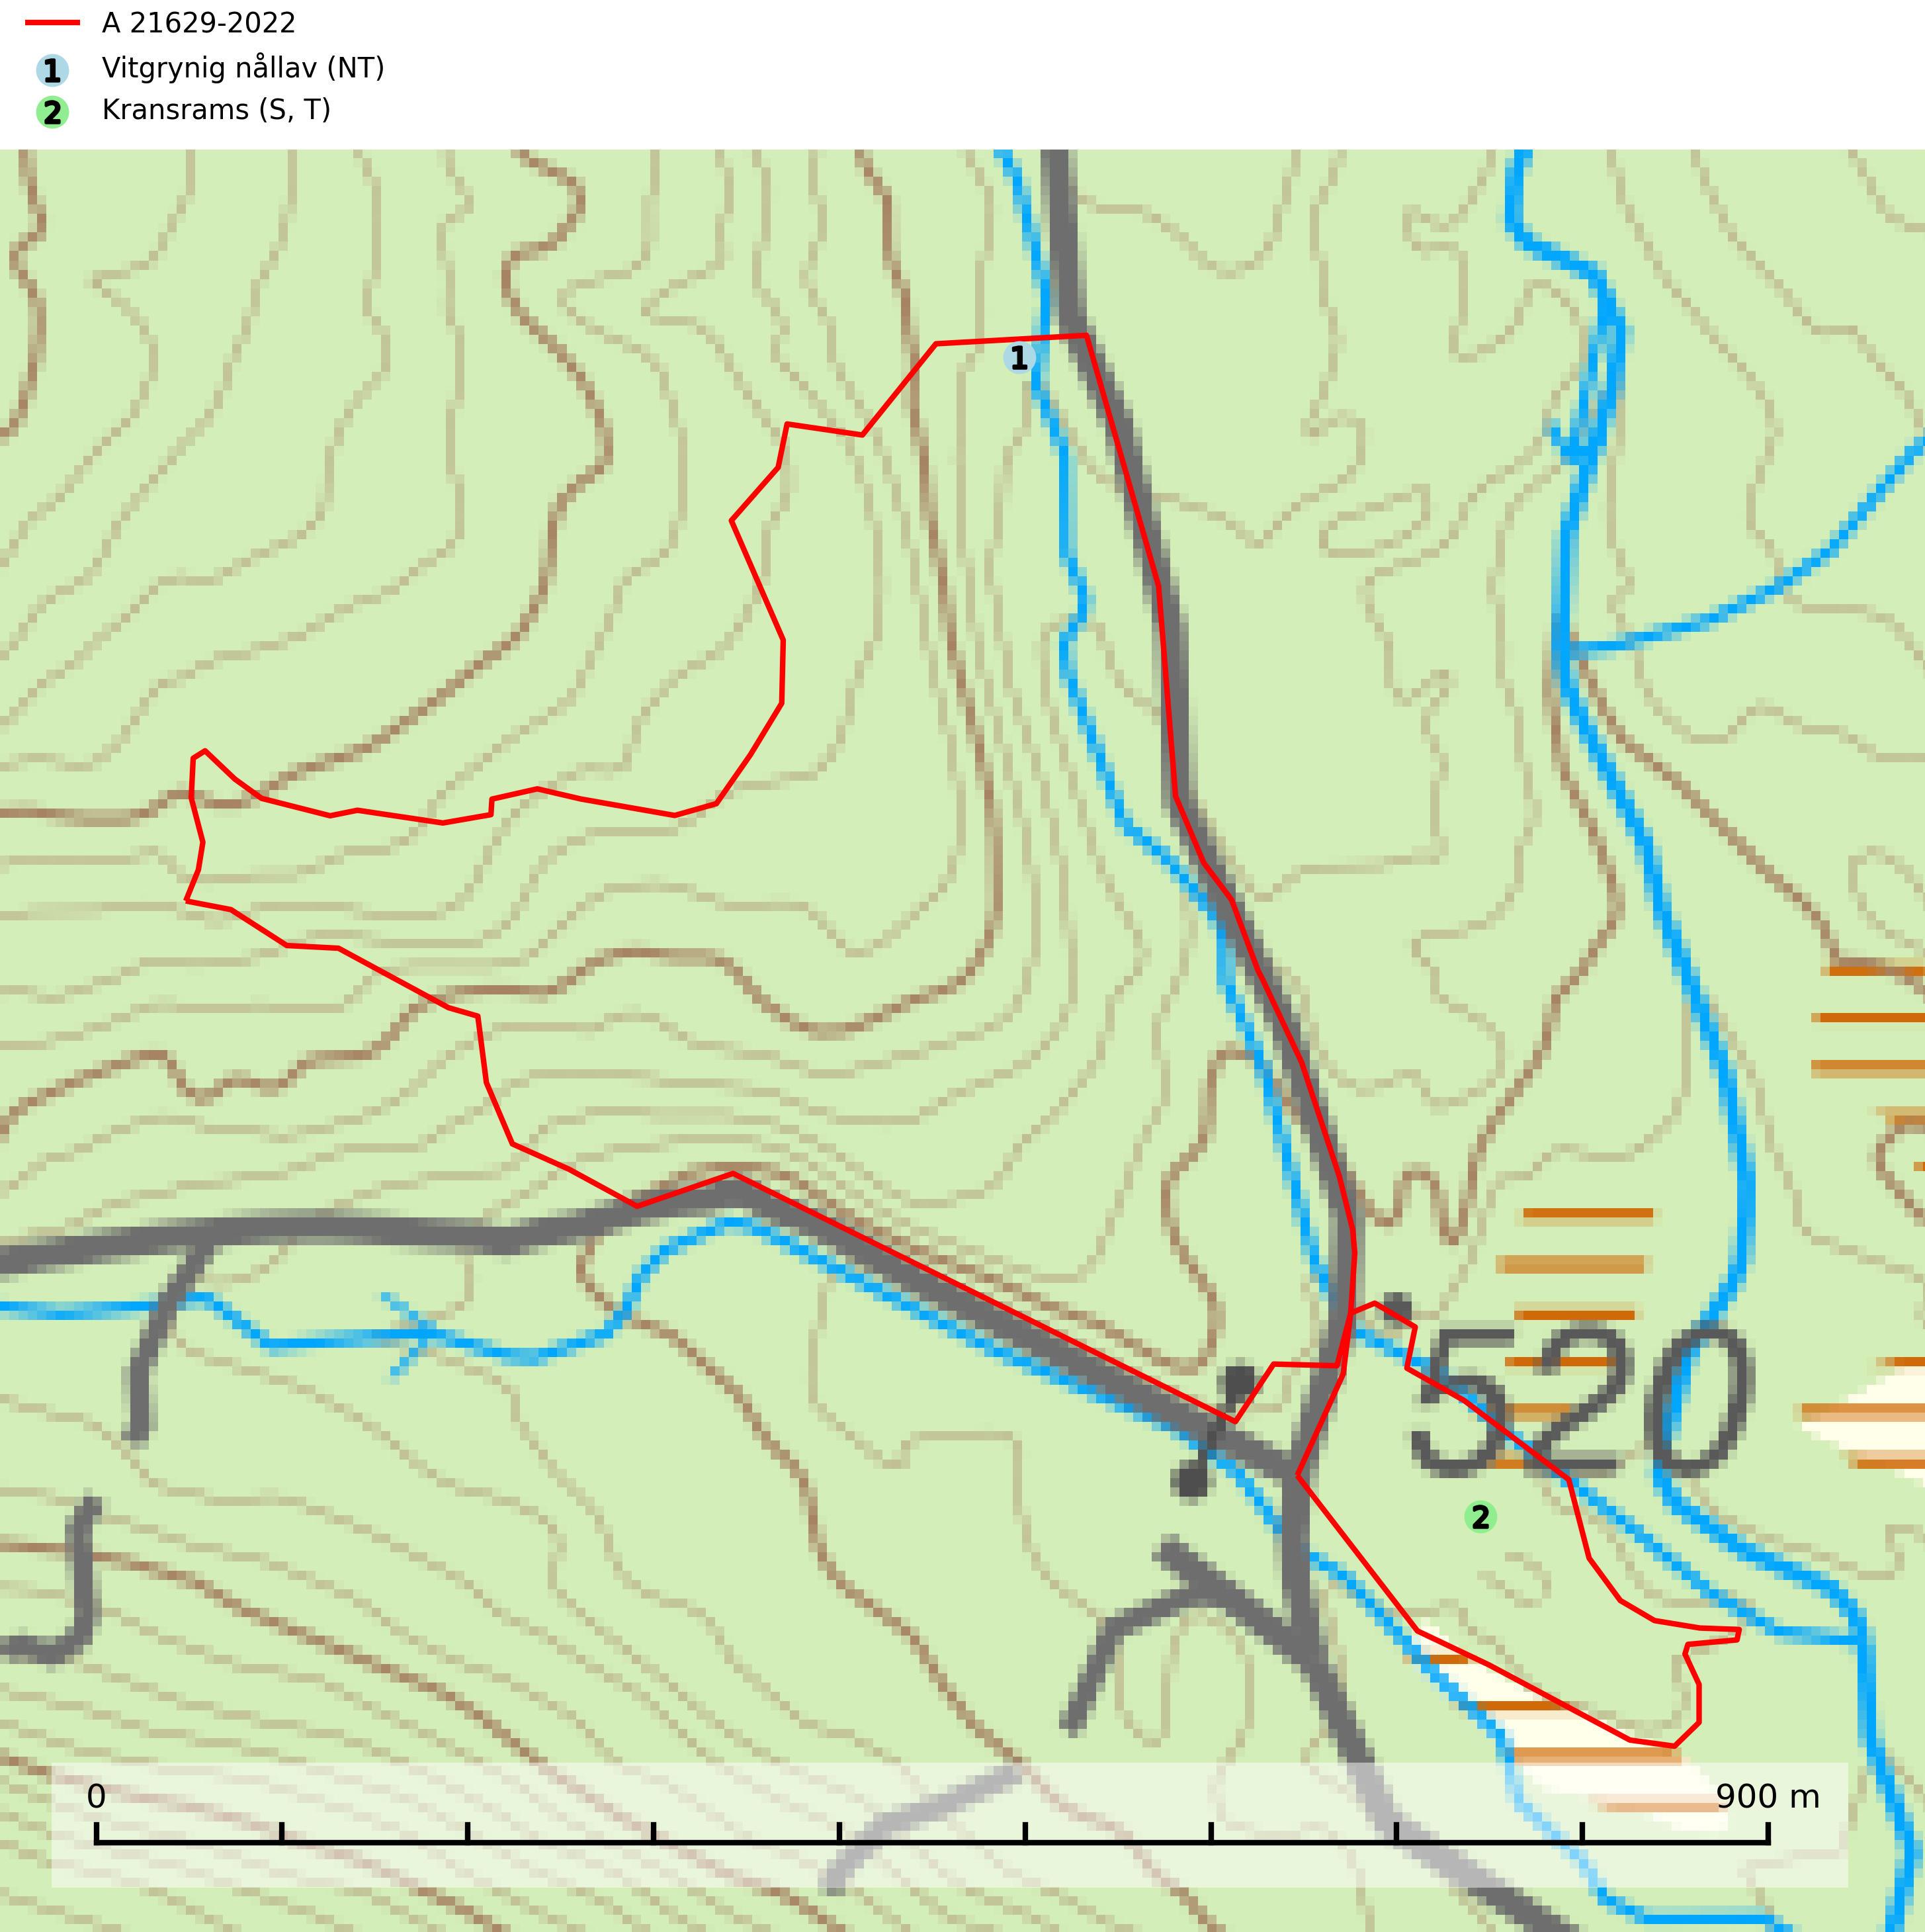 A 21629-2022
1 Vitgrynig nållav (NT)
2 Kransrams (S, T)
1
520
2
0 900 m